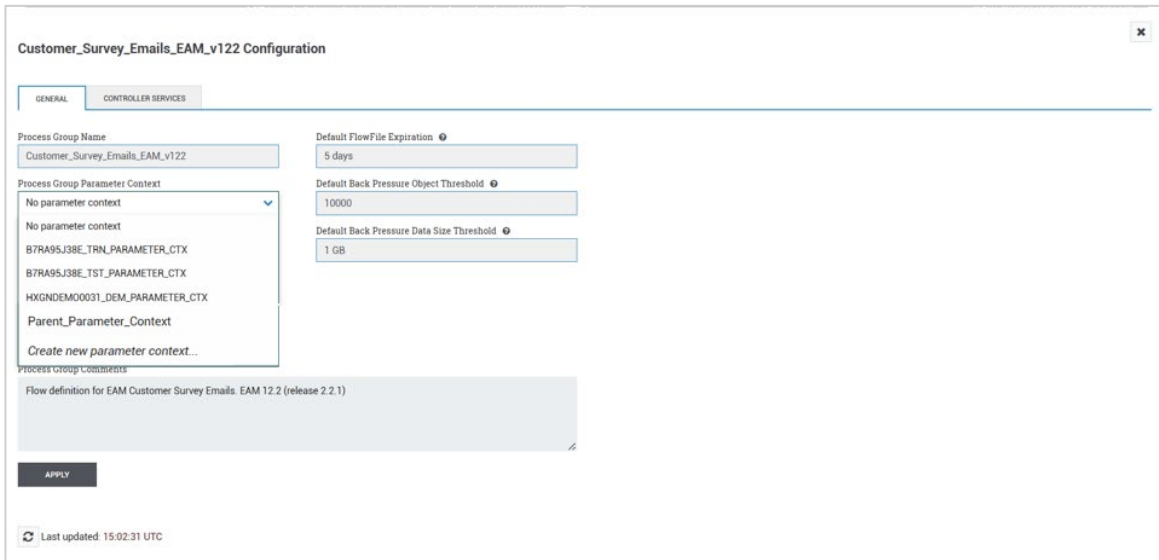 Customer_Survey_Emails_EAM_v122 Configuration
GENERAL
CONTROLLER SERVICES
Process Group Name
Customer_Survey_Emails_EAM_v122
Default FlowFile Expiration
5 days
Process Group Parameter Context
No parameter context
Default Back Pressure Object Threshold
10000
No parameter context
Default Back Pressure Data Size Threshold
1 GB
B7RA95J38E_TRN_PARAMETER_CTX
B7RA95J38E_TST_PARAMETER_CTX
HXGNDEMO0031_DEM_PARAMETER_CTX
Parent_Parameter_Context
Create new parameter context...
Process Group Comments
Flow definition for EAM Customer Survey Emails. EAM 12.2 (release 2.2.1)
APPLY
Last updated: 15:02:31 UTC